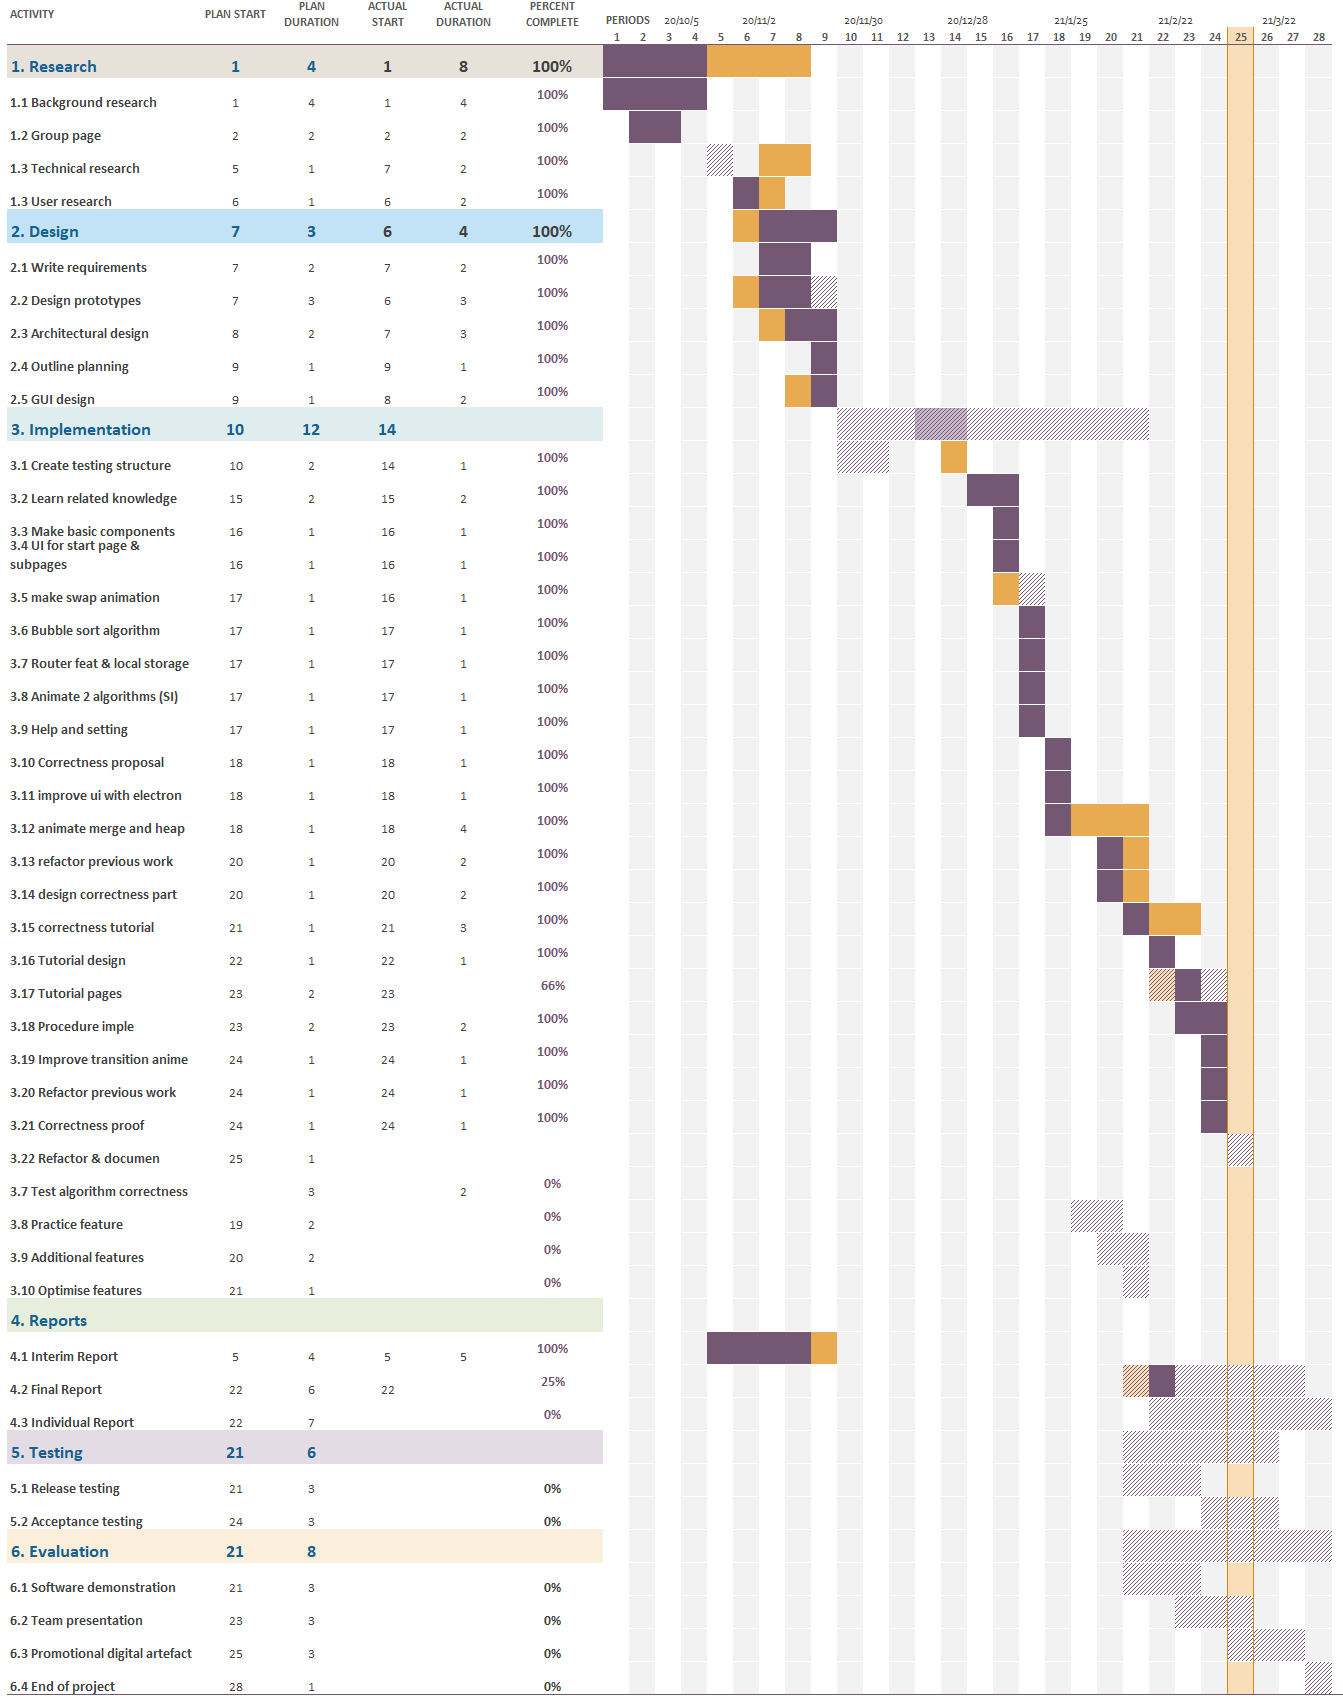 ACTIVITY PLAN START PLAN DURATION ACTUAL START ACTUAL DURATION PERCENT COMPLETE
PERIODS 20/10/5 20/11/2 20/11/30 20/12/28 21/1/25 21/2/22 21/3/22
1 2 3 4 5 6 7 8 9 10 11 12 13 14 15 16 17 18 19 20 21 22 23 24 25 26 27 28
1. Research 1 4 1 8 100%
1.1 Background research 1 4 1 4 100%
1.2 Group page 2 2 2 2 100%
1.3 Technical research 5 1 7 2 100%
1.3 User research 6 1 6 2 100%
2. Design 7 3 6 4 100%
2.1 Write requirements 7 2 7 2 100%
2.2 Design prototypes 7 3 6 3 100%
2.3 Architectural design 8 2 7 3 100%
2.4 Outline planning 9 1 9 1 100%
2.5 GUI design 9 1 8 2 100%
3. Implementation 10 12 14
3.1 Create testing structure 10 2 14 1 100%
3.2 Learn related knowledge 15 2 15 2 100%
3.3 Make basic components 16 1 16 1 100%
3.4 UI for start page &
subpages 16 1 16 1 100%
3.5 make swap animation 17 1 16 1 100%
3.6 Bubble sort algorithm 17 1 17 1 100%
3.7 Router feat & local storage 17 1 17 1 100%
3.8 Animate 2 algorithms (SI) 17 1 17 1 100%
3.9 Help and setting 17 1 17 1 100%
3.10 Correctness proposal 18 1 18 1 100%
3.11 improve ui with electron 18 1 18 1 100%
3.12 animate merge and heap 18 1 18 4 100%
3.13 refactor previous work 20 1 20 2 100%
3.14 design correctness part 20 1 20 2 100%
3.15 correctness tutorial 21 1 21 3 100%
3.16 Tutorial design 22 1 22 1 100%
3.17 Tutorial pages 23 2 23 66%
3.18 Procedure imple 23 2 23 2 100%
3.19 Improve transition anime 24 1 24 1 100%
3.20 Refactor previous work 24 1 24 1 100%
3.21 Correctness proof 24 1 24 1 100%
3.22 Refactor & documen 25 1
3.7 Test algorithm correctness 3 2 0%
3.8 Practice feature 19 2 0%
3.9 Additional features 20 2 0%
3.10 Optimise features 21 1 0%
4. Reports
4.1 Interim Report 5 4 5 5 100%
4.2 Final Report 22 6 22 25%
4.3 Individual Report 22 7 0%
5. Testing 21 6
5.1 Release testing 21 3 0%
5.2 Acceptance testing 24 3 0%
6. Evaluation 21 8
6.1 Software demonstration 21 3 0%
6.2 Team presentation 23 3 0%
6.3 Promotional digital artefact 25 3 0%
6.4 End of project 28 1 0%